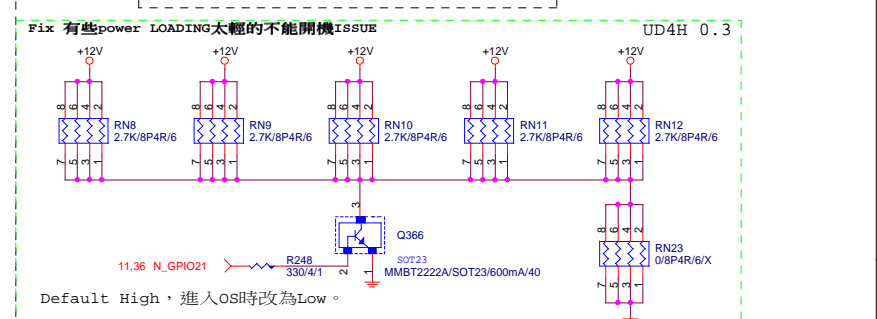 Fix 有些power LOADING太輕的不能開機ISSUE
UD4H 0.3
+12V
+12V
+12V
+12V
+12V
8 6 4 2
8 6 4 2
8 6 4 2
8 6 4 2
8 6 4 2
RN8
2.7K/8P4R/6
RN9
2.7K/8P4R/6
RN10
2.7K/8P4R/6
RN11
2.7K/8P4R/6
RN12
2.7K/8P4R/6
7 5 3 1
7 5 3 1
7 5 3 1
7 5 3 1
7 5 3 1
3
Q366
SOT23
MMBT2222A/SOT23/600mA/40
2
1
11,36 N_GPIO21
R248
330/4/1
8 6 4 2
RN23
0/8P4R/6/X
7 5 3 1
Default High，進入OS時改為Low。